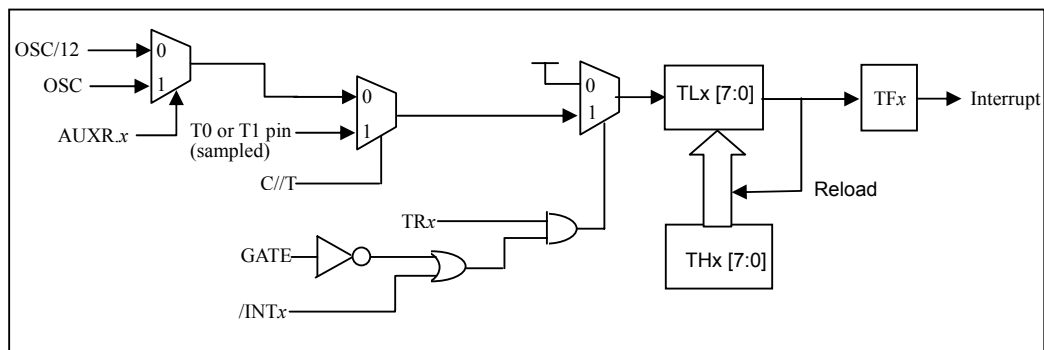 OSC/12
0
OSC
1
AUXR.x
0
T0 or T1 pin
1
(sampled)
C//T
0
1
TLx [7:0]
TFx
Interrupt
Reload
TRx
THx [7:0]
GATE
/INTx